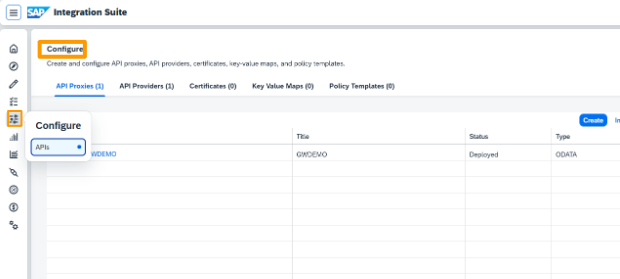 SAP Integration Suite
Configure
Create and configure API proxies, API providers, certificates, key-value maps, and policy templates.
API Proxies (1) API Providers (1) Certificates (0) Key Value Maps (0) Policy Templates (0)
Create
Configure
APIs
Title Status Type
WDEMO GWDEMO Deployed ODATA